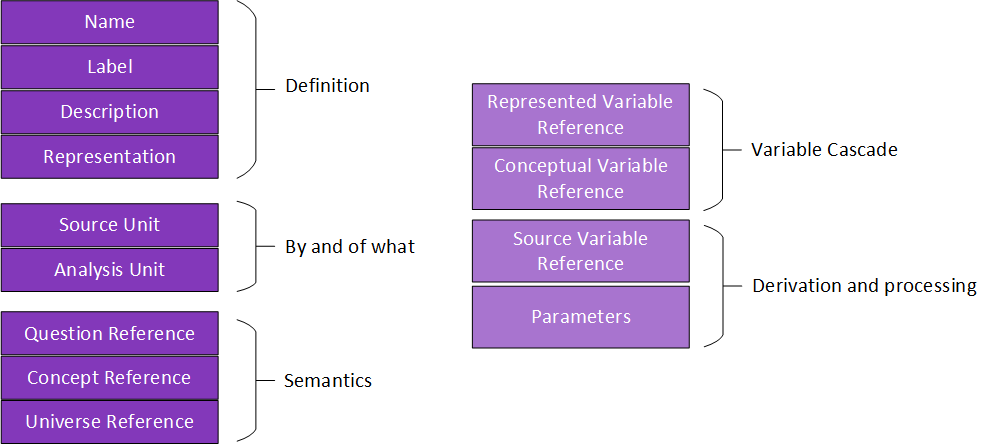 Name
Label
Description
Representation
Definition
Source Unit
Analysis Unit
By and of what
Question Reference
Concept Reference
Universe Reference
Semantics
Represented Variable
Reference
Conceptual Variable
Reference
Variable Cascade
Source Variable
Reference
Parameters
Derivation and processing